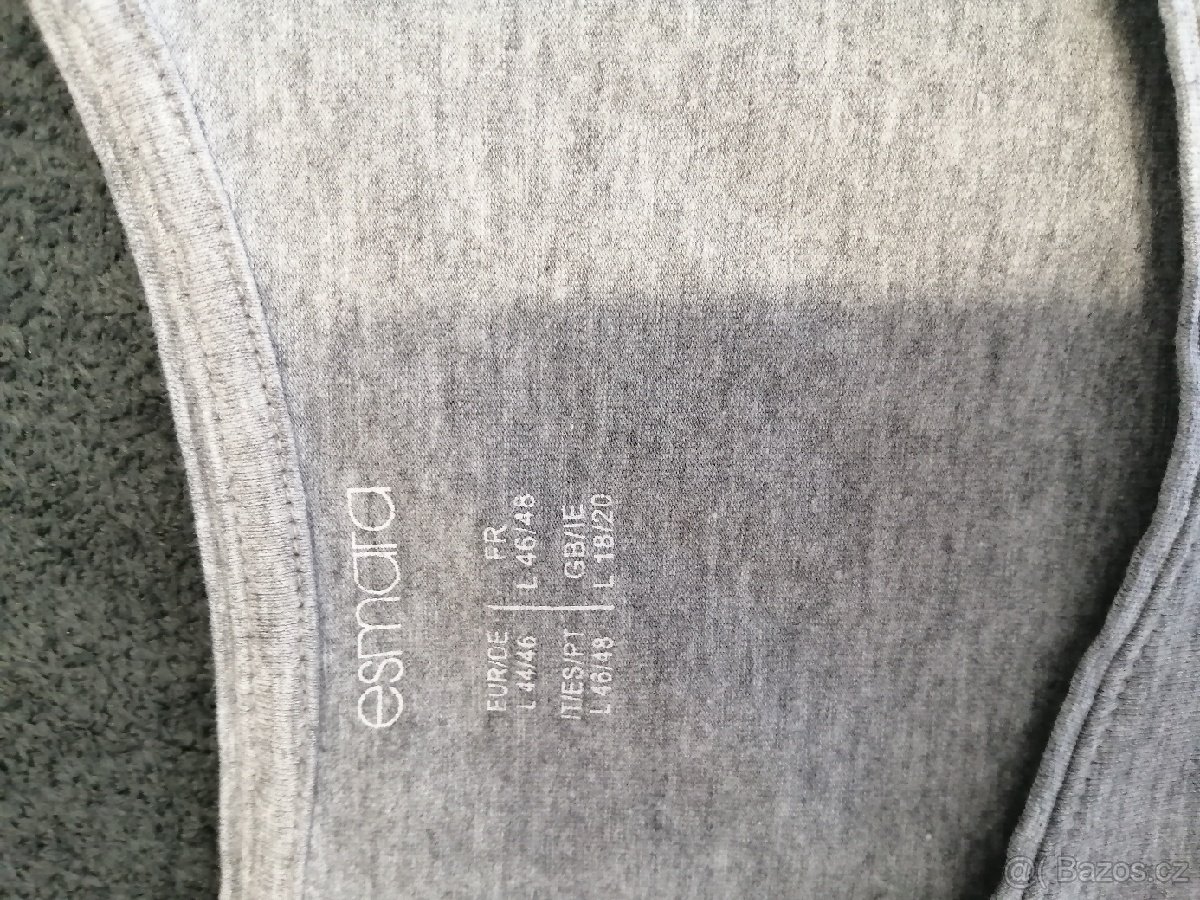 esmara
EUR/DE | FR
L 44/46 | L 46/48
IT/ES/PT | GB/IE
L 46/48 | L 18/20
Bazos.cz